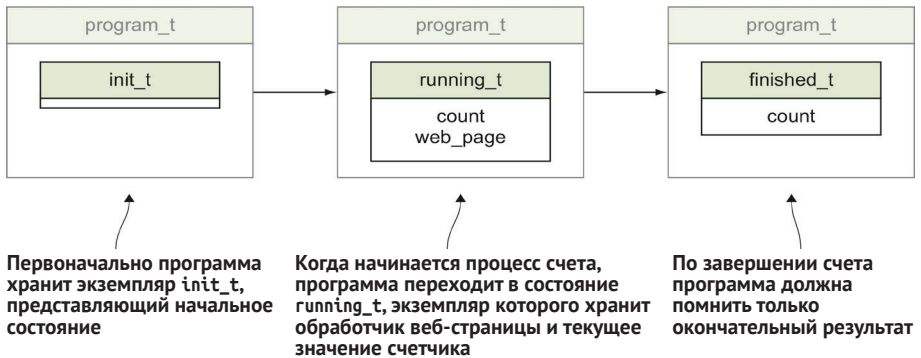 program_t
program_t
program_t
init_t
running_t
finished_t
count
web_page
count
Первоначально программа
хранит экземпляр init_t,
представляющий начальное
состояние
Когда начинается процесс счета,
программа переходит в состояние
running_t, экземпляр которого хранит
обработчик веб-страницы и текущее
значение счетчика
По завершении счета
программа должна
помнить только
окончательный результат